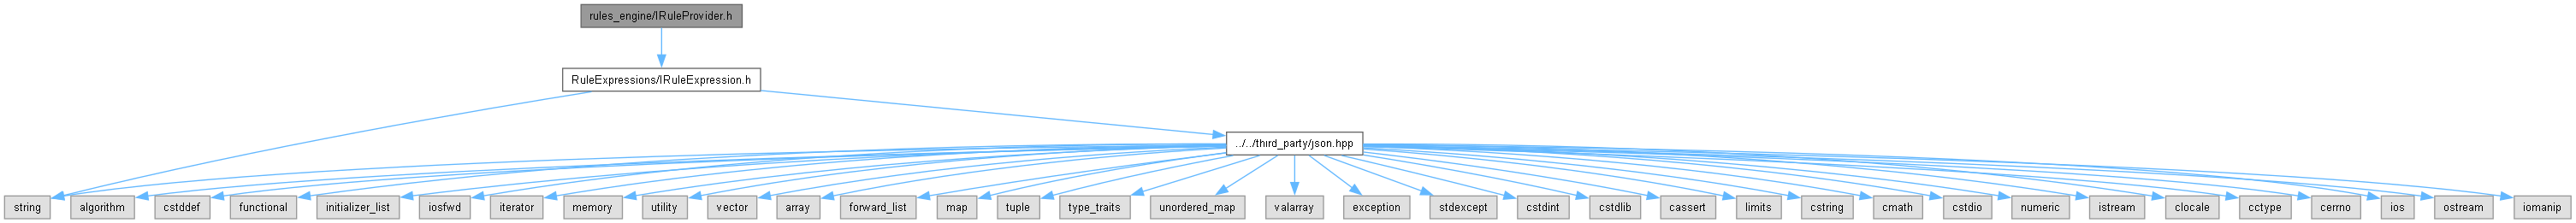 rules_engine/IRuleProvider.h
RuleExpressions/IRuleExpression.h
../../third_party/json.hpp
string
algorithm
cstddef
functional
initializer_list
iosfwd
iterator
memory
utility
vector
array
forward_list
map
tuple
type_traits
unordered_map
valarray
exception
stdexcept
cstdint
cstdlib
cassert
limits
cstring
cmath
cstdio
numeric
istream
clocale
cctype
cerrno
ios
ostream
iomanip